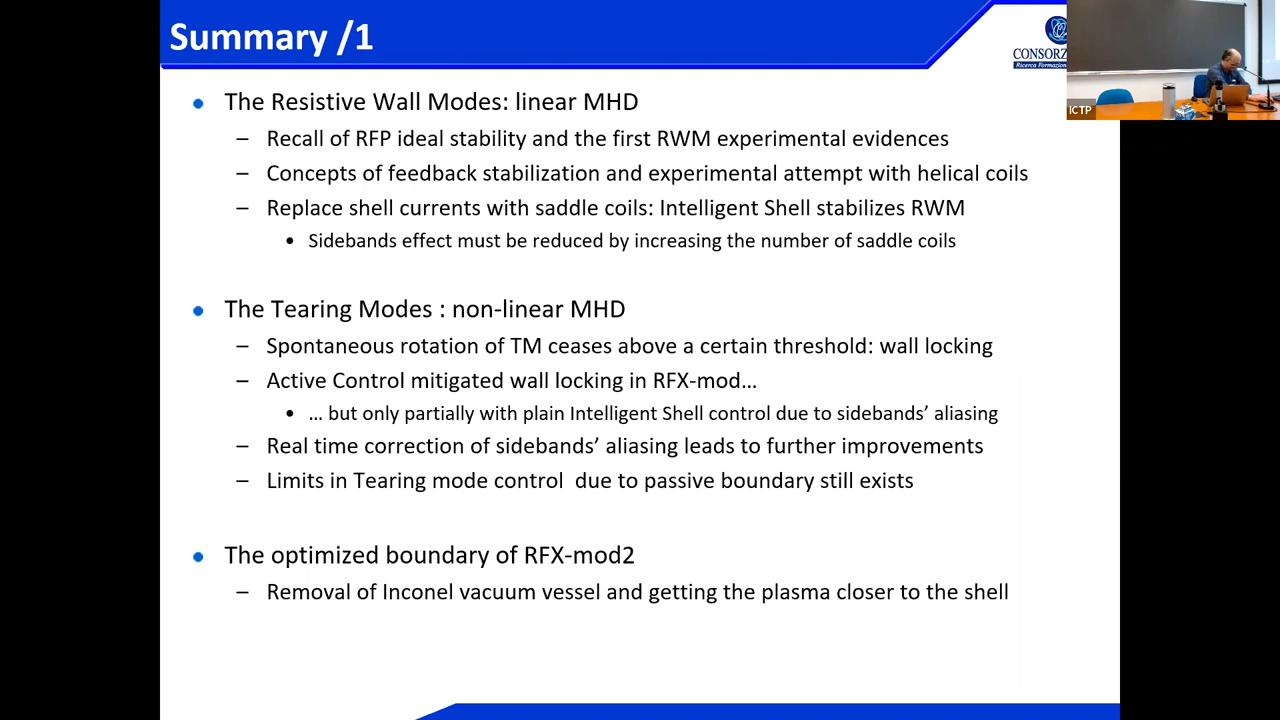 Summary /1
CONSORZ
Ricerca Formazion
ICTP
The Resistive Wall Modes: linear MHD
– Recall of RFP ideal stability and the first RWM experimental evidences
– Concepts of feedback stabilization and experimental attempt with helical coils
– Replace shell currents with saddle coils: Intelligent Shell stabilizes RWM
• Sidebands effect must be reduced by increasing the number of saddle coils
The Tearing Modes : non-linear MHD
– Spontaneous rotation of TM ceases above a certain threshold: wall locking
– Active Control mitigated wall locking in RFX-mod…
• … but only partially with plain Intelligent Shell control due to sidebands’ aliasing
– Real time correction of sidebands’ aliasing leads to further improvements
– Limits in Tearing mode control  due to passive boundary still exists
The optimized boundary of RFX-mod2
– Removal of Inconel vacuum vessel and getting the plasma closer to the shell